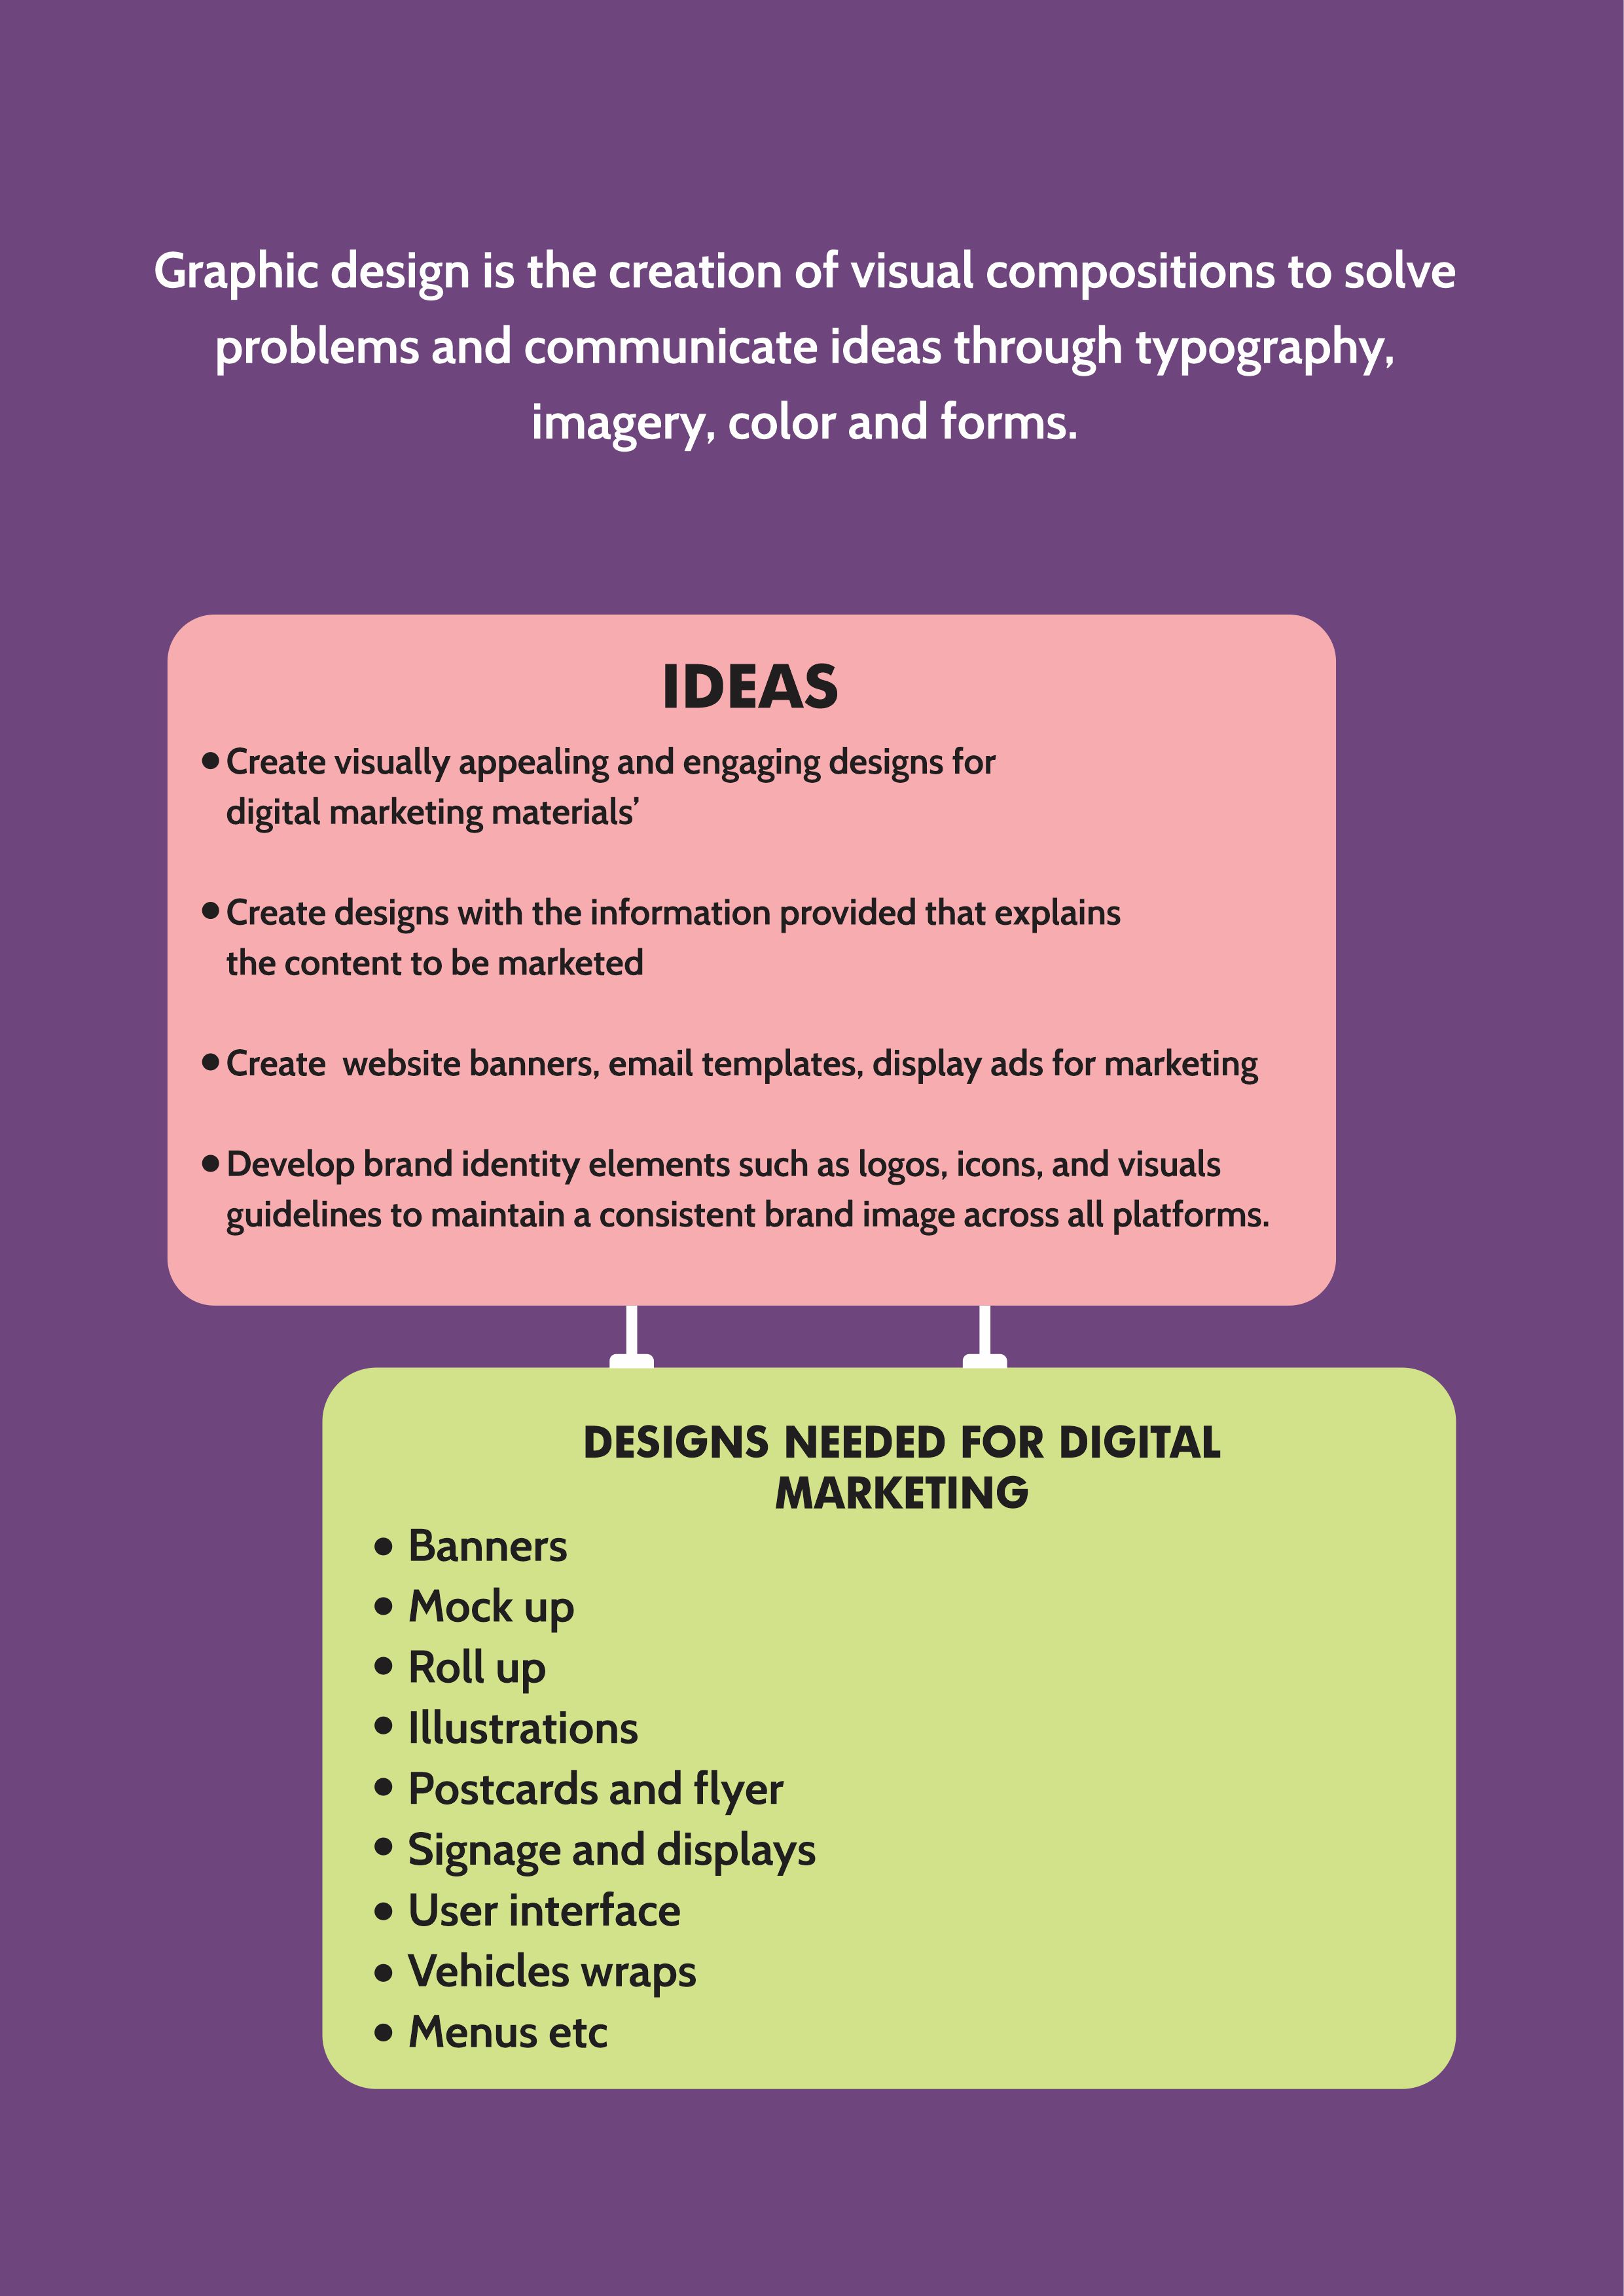 Graphic design is the creation of visual compositions to solve
problems and communicate ideas through typography,
imagery, color and forms.
IDEAS
● Create visually appealing and engaging designs for
digital marketing materials’
● Create designs with the information provided that explains
the content to be marketed
● Create  website banners, email templates, display ads for marketing
● Develop brand identity elements such as logos, icons, and visuals
guidelines to maintain a consistent brand image across all platforms.
DESIGNS NEEDED FOR DIGITAL
MARKETING
● Banners
● Mock up
● Roll up
● Illustrations
● Postcards and flyer
● Signage and displays
● User interface
● Vehicles wraps
● Menus etc